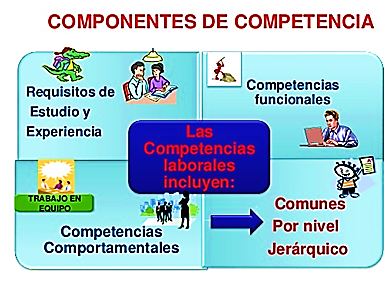 COMPONENTES DE COMPETENCIA
Requisitos de
Estudio y
Experiencia
Competencias
funcionales
Las
Competencias
laborales
incluyen:
TRABAJO EN
EQUIPO
Competencias
Comportamentales
Comunes
Por nivel
Jerárquico